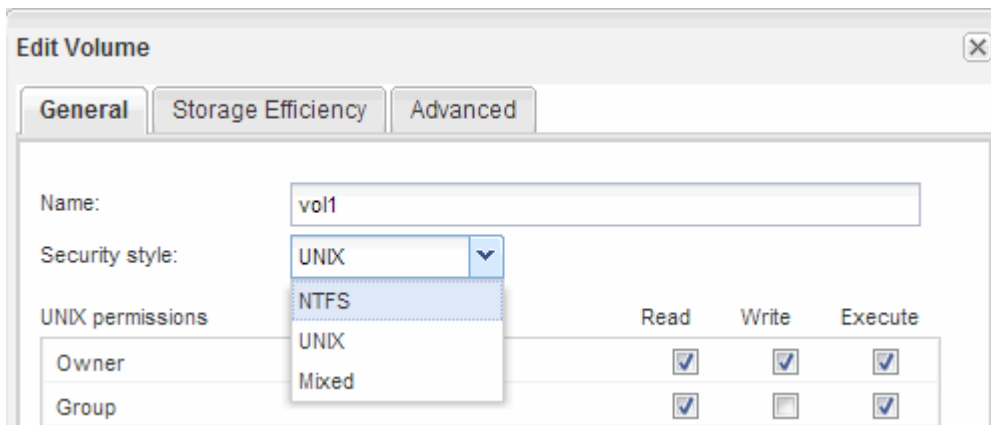 Edit Volume
General Storage Efficiency Advanced
Name: vol1
Security style: UNIX
NTFS
UNIX permissions Read Write Execute
UNIX
Owner
Mixed
Group